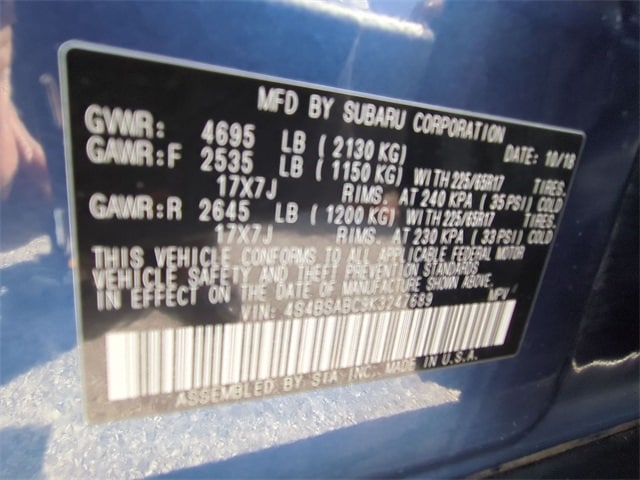 MFD BY SUBARU CORPORATION
GVWR: 4695 LB ( 2130 KG) DATE: 10/18
GAWR:F 2535 LB ( 1150 KG) WITH 225/65R17 TIRES.
17X7J RIMS. AT 240 KPA ( 35 PSI) COLD
GAWR:R 2645 LB ( 1200 KG) WITH 225/65R17 TIRES.
17X7J RIMS. AT 230 KPA ( 33 PSI) COLD
THIS VEHICLE CONFORMS TO ALL APPLICABLE FEDERAL MOTOR
VEHICLE SAFETY AND THEFT PREVENTION STANDARDS
IN EFFECT ON THE DATE OF MANUFACTURE SHOWN ABOVE.
VIN: 4S4BSABC9K3247689 MPV
ASSEMBLED BY SIA INC. MADE IN U.S.A.